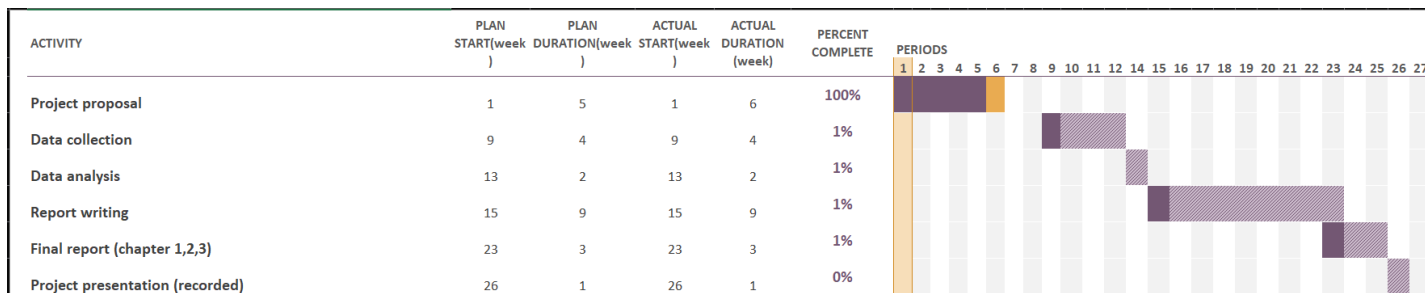 PLAN PLAN ACTUAL ACTUAL PERCENT
ACTIVITY START(week DURATION(week START(week DURATION COMPLETE PERIODS
) ) ) (week)
1 2 3 4 5 6 7 8 9 10 11 12 13 14 15 16 17 18 19 20 21 22 23 24 25 26 27
Project proposal 1 5 1 6 100%
Data collection 9 4 9 4 1%
Data analysis 13 2 13 2 1%
Report writing 15 9 15 9 1%
Final report (chapter 1,2,3) 23 3 23 3 1%
Project presentation (recorded) 26 1 26 1 0%